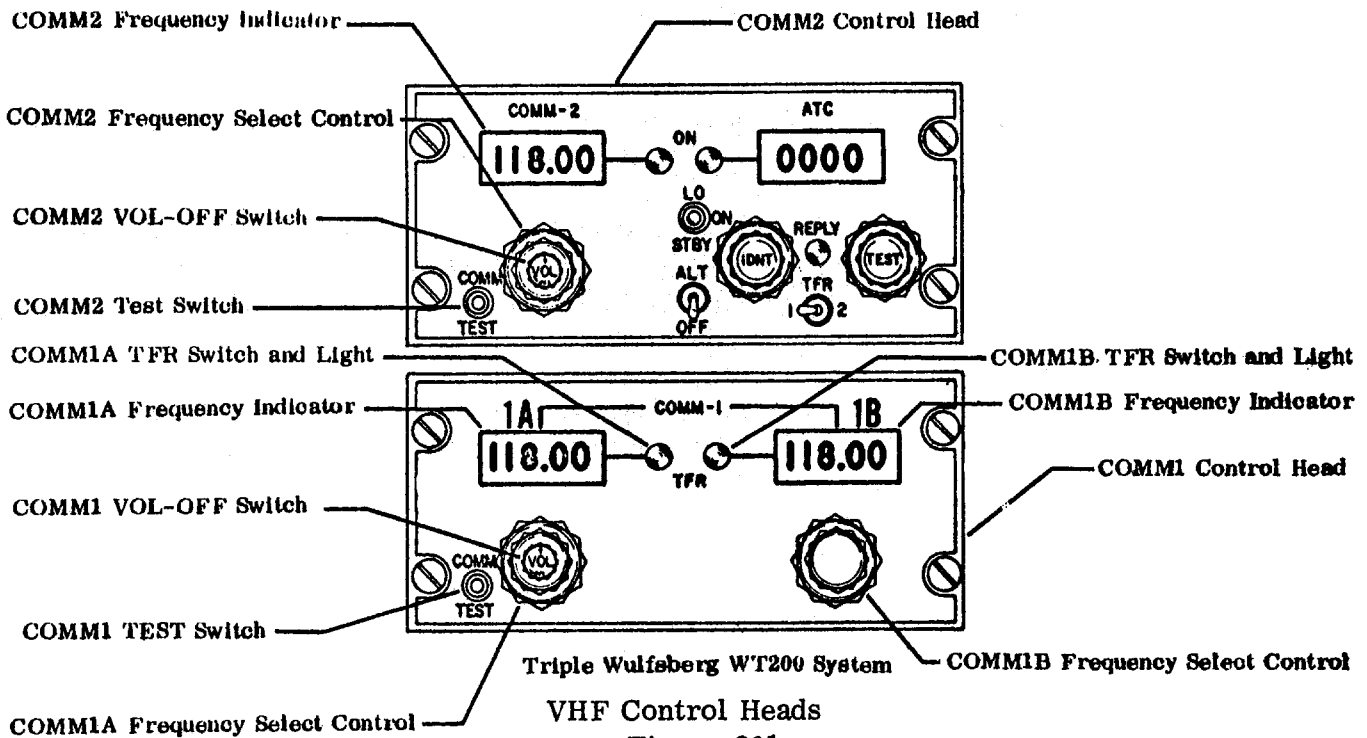 COMM2 Frequency Indicator
COMM2 Control Head
COMM2 Frequency Select Control
COMM-2
ATC
118.00
ON
0000
COMM2 VOL-OFF Switch
LO
ON
STBY
REPLY
VOL
IDNT
TEST
ALT
TFR
COMM
1
2
COMM2 Test Switch
TEST
OFF
COMM1A TFR Switch and Light
COMM1B TFR Switch and Light
COMM1A Frequency Indicator
1A
COMM-1
1B
COMM1B Frequency Indicator
118.00
TFR
118.00
COMM1 Control Head
COMM1 VOL-OFF Switch
COMM
VOL
TEST
COMM1 TEST Switch
Triple Wulfsberg WT200 System
COMM1B Frequency Select Control
COMM1A Frequency Select Control
VHF Control Heads